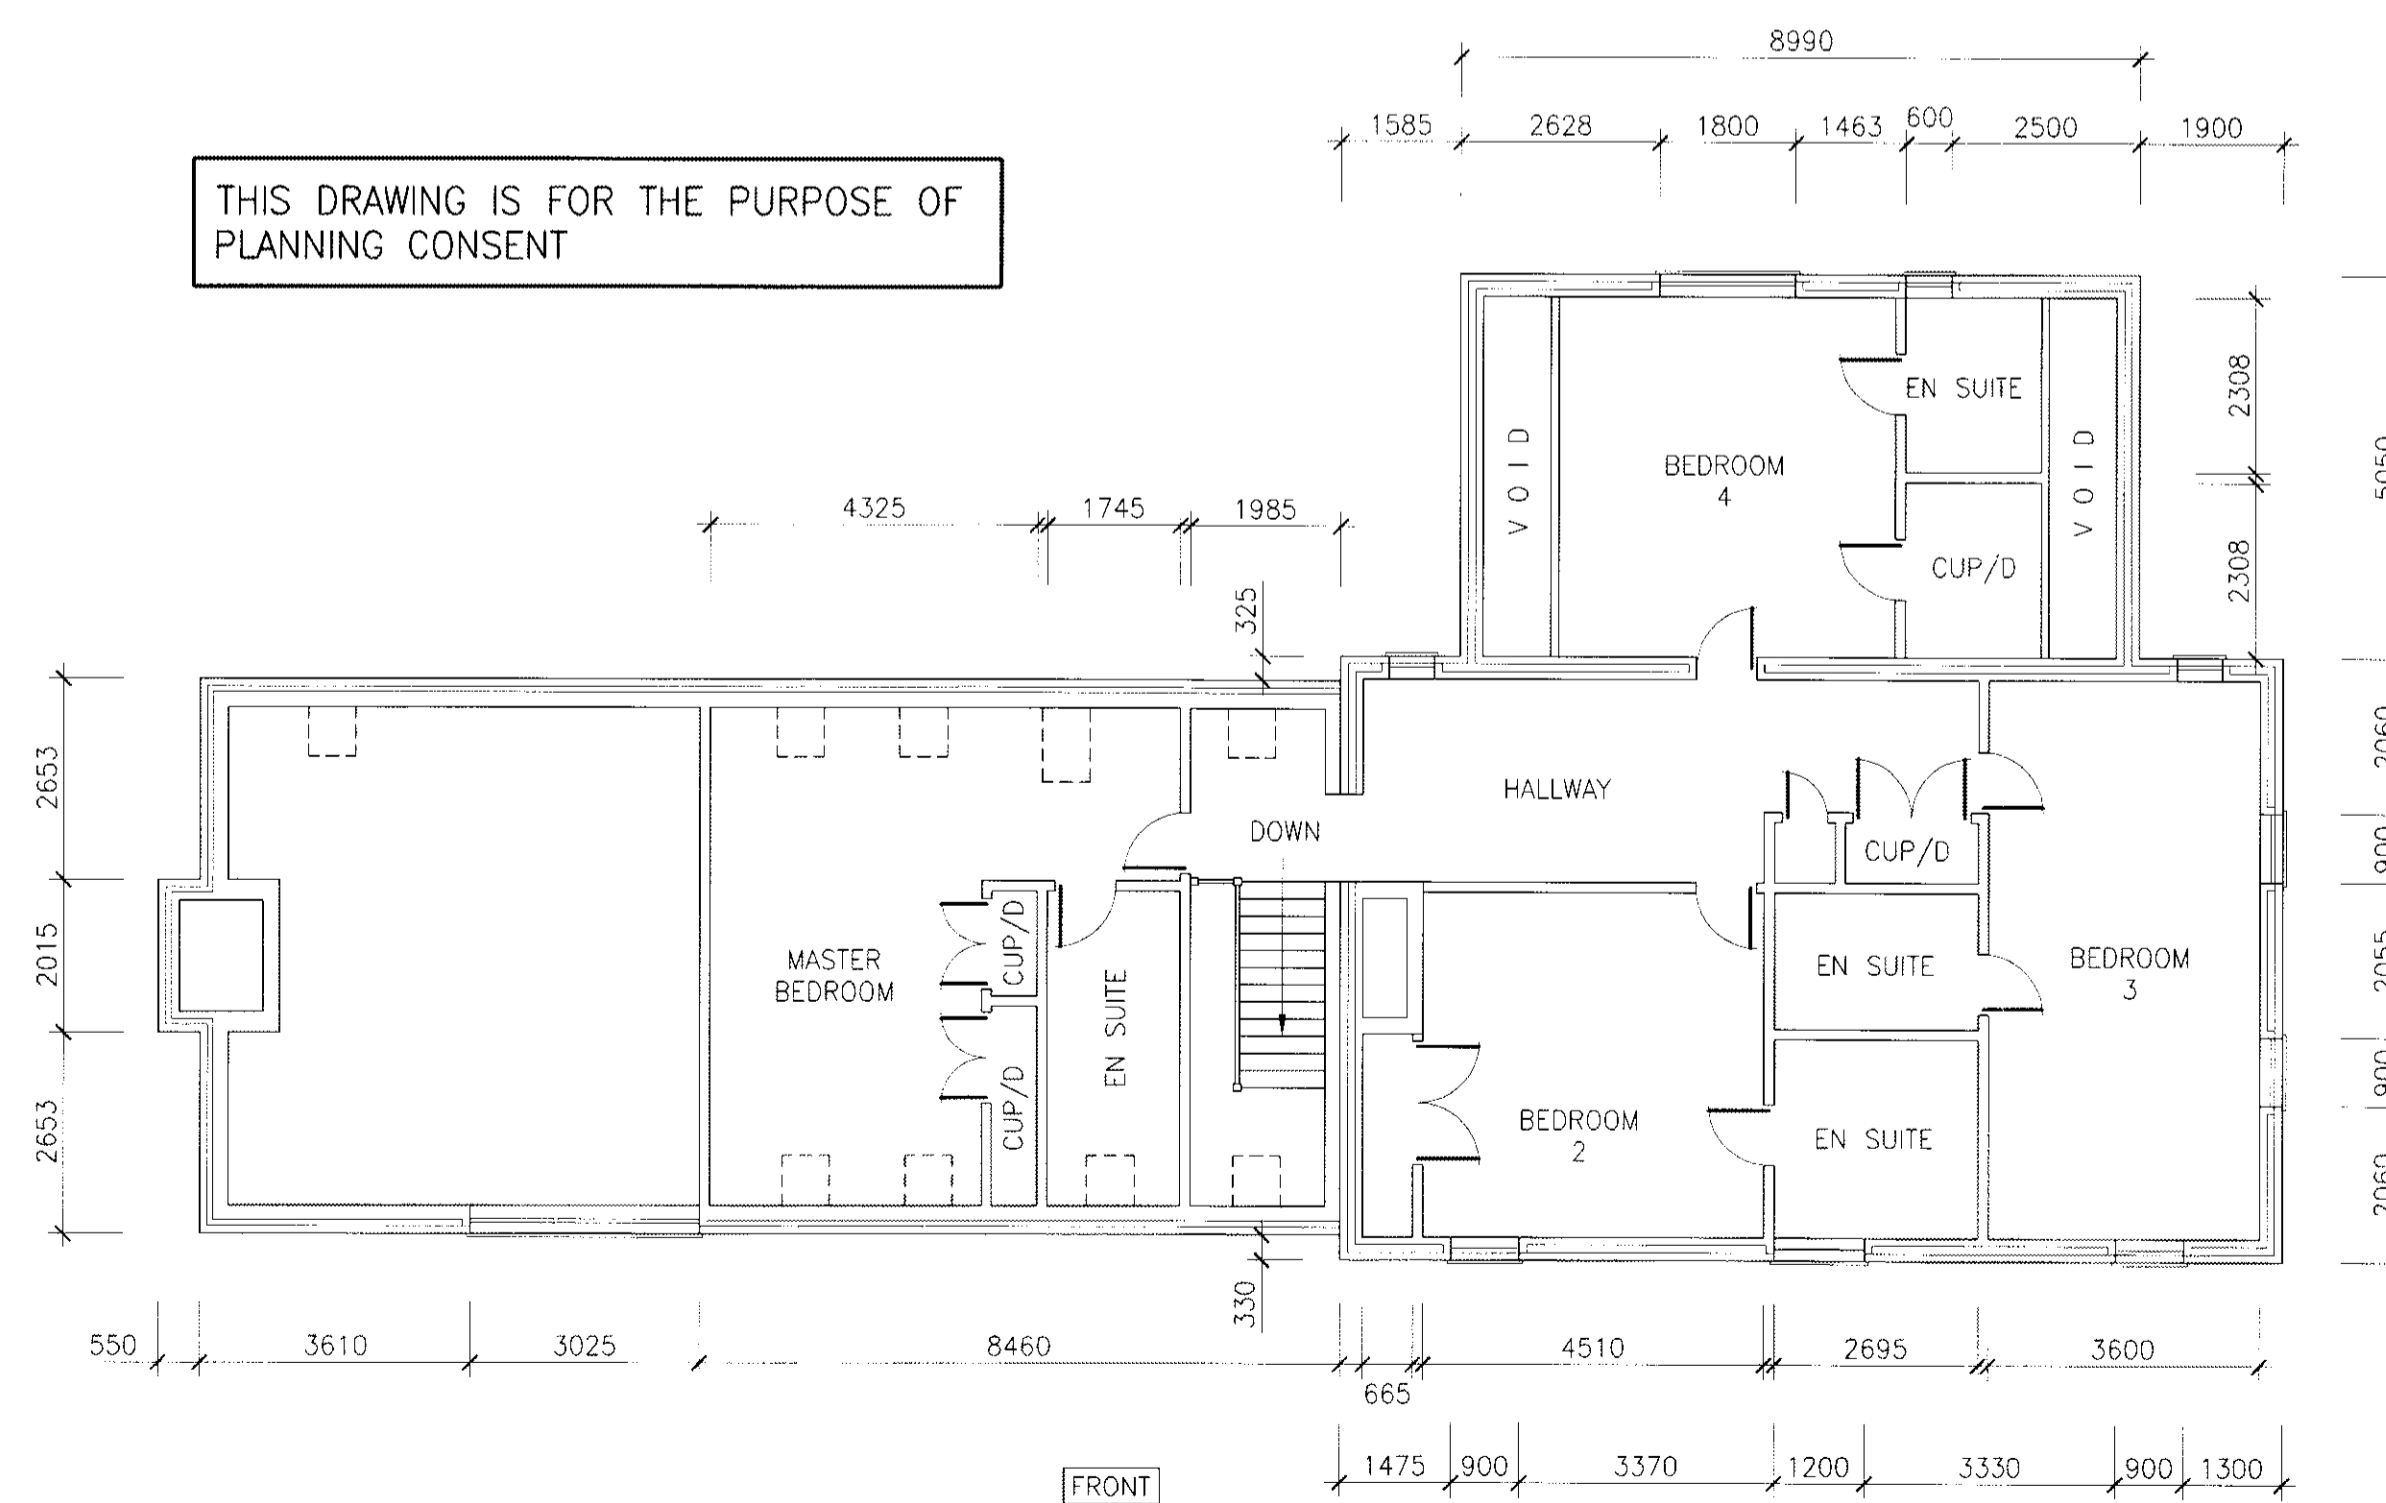 8990
1585 2628 1800 1463 600 2500 1900
THIS DRAWING IS FOR THE PURPOSE OF
PLANNING CONSENT
2308
EN SUITE
VOID
BEDROOM
4
VOID
4325 1745 1985
CUP/D
2308
325
2653
HALLWAY
DOWN
CUP/D
2015
MASTER
BEDROOM
CUP/D
EN SUITE
EN SUITE
BEDROOM
3
2653
CUP/D
BEDROOM
2
EN SUITE
330
550 3610 3025 8460 4510 2695 3600
665
FRONT
1475 900 3370 1200 3330 900 1300